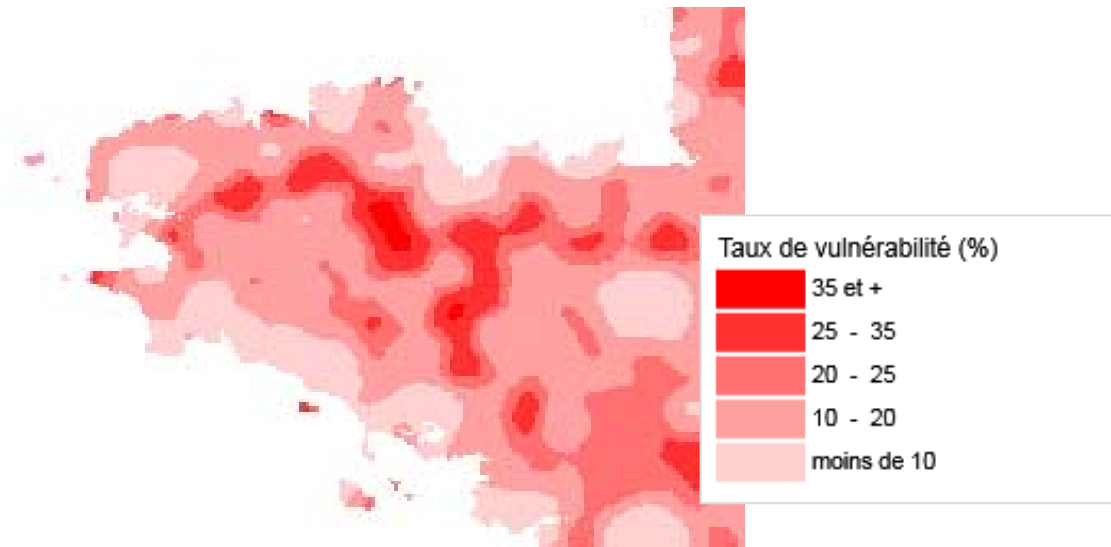 Taux de vulnérabilité (%)
35 et +
25 - 35
20 - 25
10 - 20
moins de 10